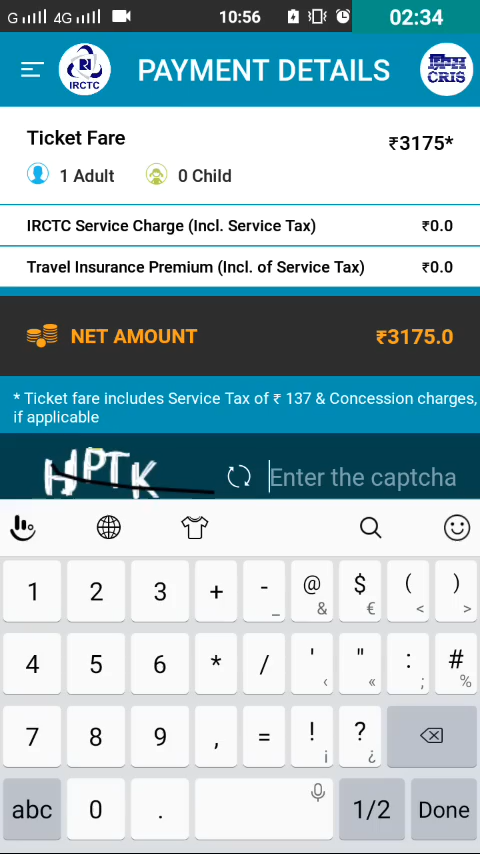 G 4G 10:56 02:34
IRCTC PAYMENT DETAILS CRIS
Ticket Fare ₹3175*
1 Adult 0 Child
IRCTC Service Charge (Incl. Service Tax) ₹0.0
Travel Insurance Premium (Incl. of Service Tax) ₹0.0
NET AMOUNT ₹3175.0
* Ticket fare includes Service Tax of ₹ 137 & Concession charges,
if applicable
HPTK Enter the captcha
1 2 3 + - _ @ & $ € ( < ) >
4 5 6 * / ' ‹ " « : ; # %
7 8 9 , = ! ¡ ? ¿
abc 0 . 1/2 Done